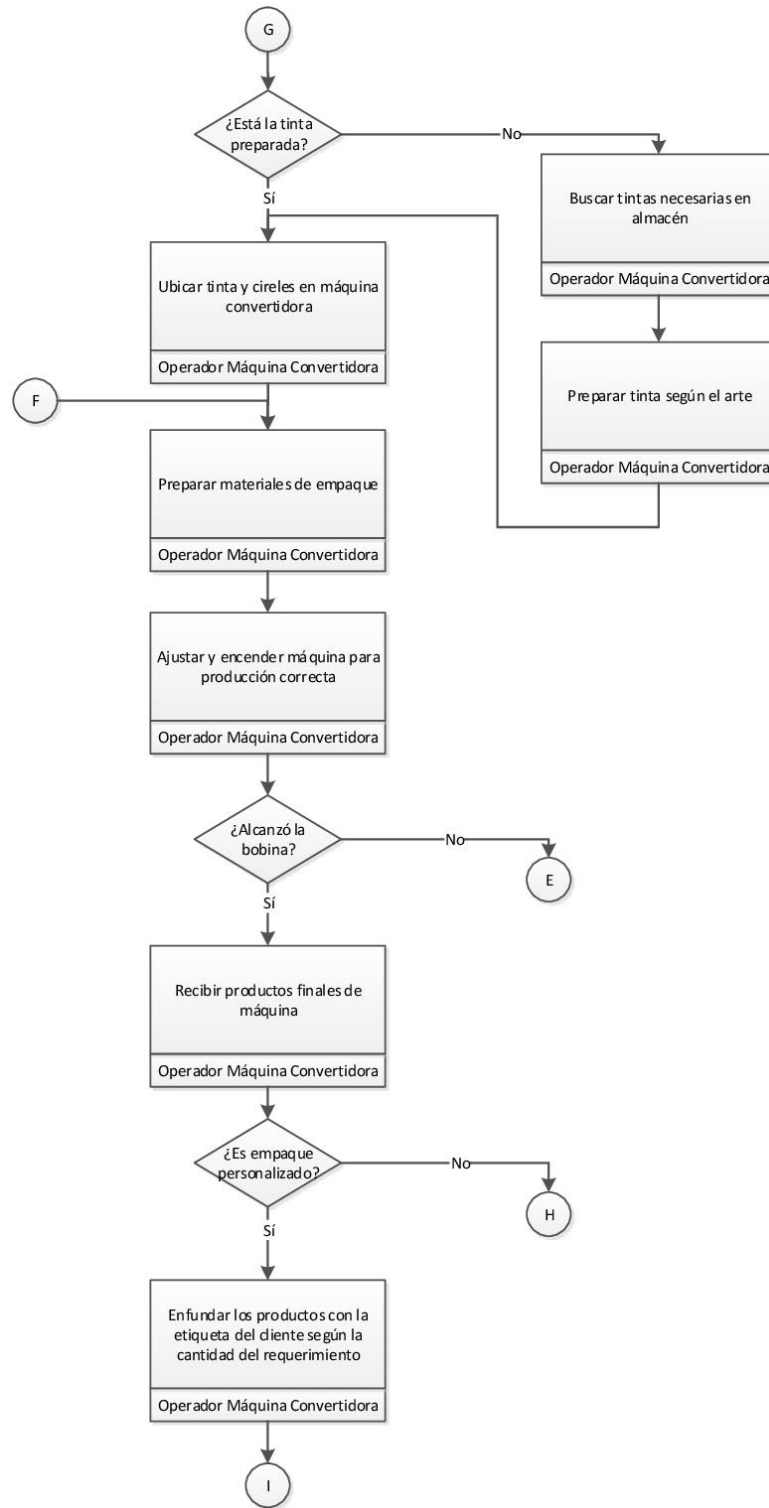 G
¿Está la tinta
preparada?
No
Sí
Buscar tintas necesarias en
almacén
Operador Máquina Convertidora
Ubicar tinta y cireles en máquina
convertidora
Operador Máquina Convertidora
Preparar tinta según el arte
Operador Máquina Convertidora
F
Preparar materiales de empaque
Operador Máquina Convertidora
Ajustar y encender máquina para
producción correcta
Operador Máquina Convertidora
¿Alcanzó la
bobina?
No
E
Sí
Recibir productos finales de
máquina
Operador Máquina Convertidora
¿Es empaque
personalizado?
No
H
Sí
Enfundar los productos con la
etiqueta del cliente según la
cantidad del requerimiento
Operador Máquina Convertidora
I